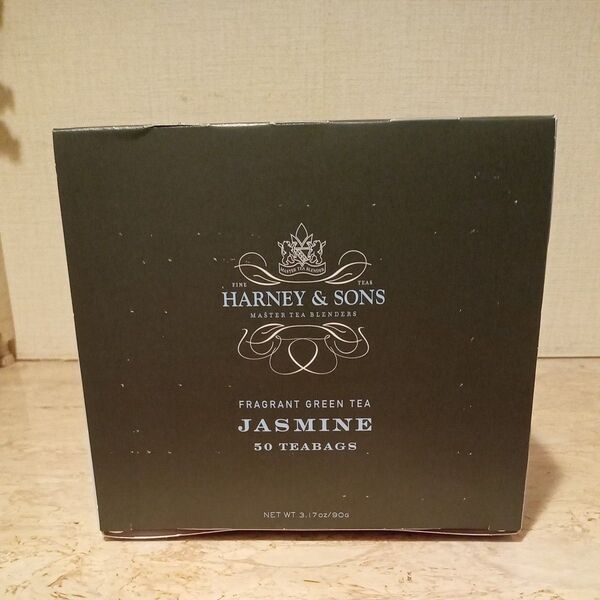 MASTER TEA BLENDER
FINE TEAS
HARNEY & SONS
MASTER TEA BLENDERS
FRAGRANT GREEN TEA
JASMINE
50 TEABAGS
NET WT 3.17oz/90g